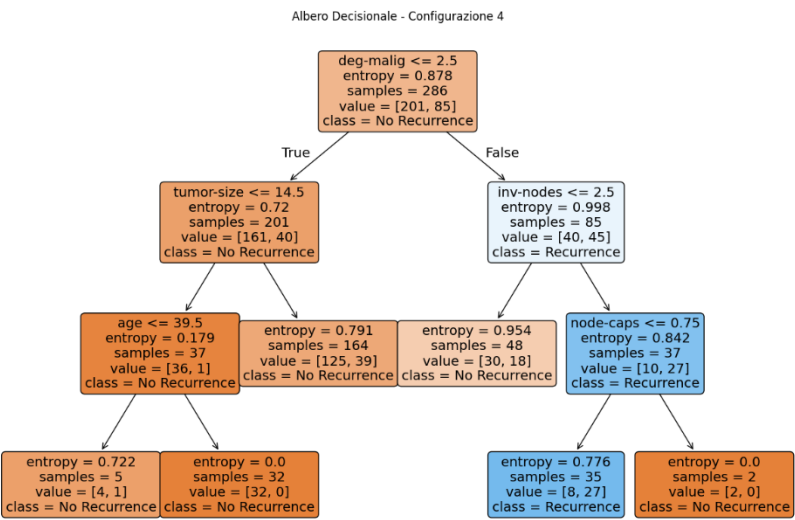 Albero Decisionale - Configurazione 4
deg-malig <= 2.5
entropy = 0.878
samples = 286
value = [201, 85]
class = No Recurrence
True
False
tumor-size <= 14.5
entropy = 0.72
samples = 201
value = [161, 40]
class = No Recurrence
inv-nodes <= 2.5
entropy = 0.998
samples = 85
value = [40, 45]
class = Recurrence
age <= 39.5
entropy = 0.179
samples = 37
value = [36, 1]
class = No Recurrence
entropy = 0.791
samples = 164
value = [125, 39]
class = No Recurrence
entropy = 0.954
samples = 48
value = [30, 18]
class = No Recurrence
node-caps <= 0.75
entropy = 0.842
samples = 37
value = [10, 27]
class = Recurrence
entropy = 0.722
samples = 5
value = [4, 1]
class = No Recurrence
entropy = 0.0
samples = 32
value = [32, 0]
class = No Recurrence
entropy = 0.776
samples = 35
value = [8, 27]
class = Recurrence
entropy = 0.0
samples = 2
value = [2, 0]
class = No Recurrence